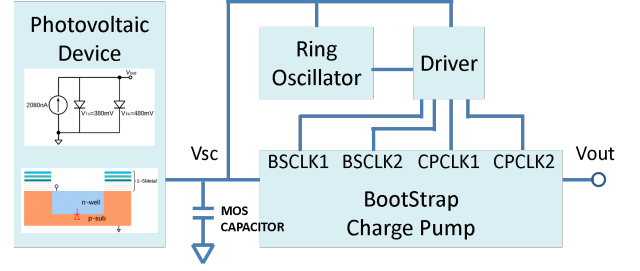 Photovoltaic
Device
Vout
2080nA
VTH=380mV
VTH=480mV
1~5Metal
n-well
p-sub
Ring
Oscillator
Driver
Vsc
BSCLK1 BSCLK2 CPCLK1 CPCLK2
BootStrap
Charge Pump
Vout
MOS
CAPACITOR